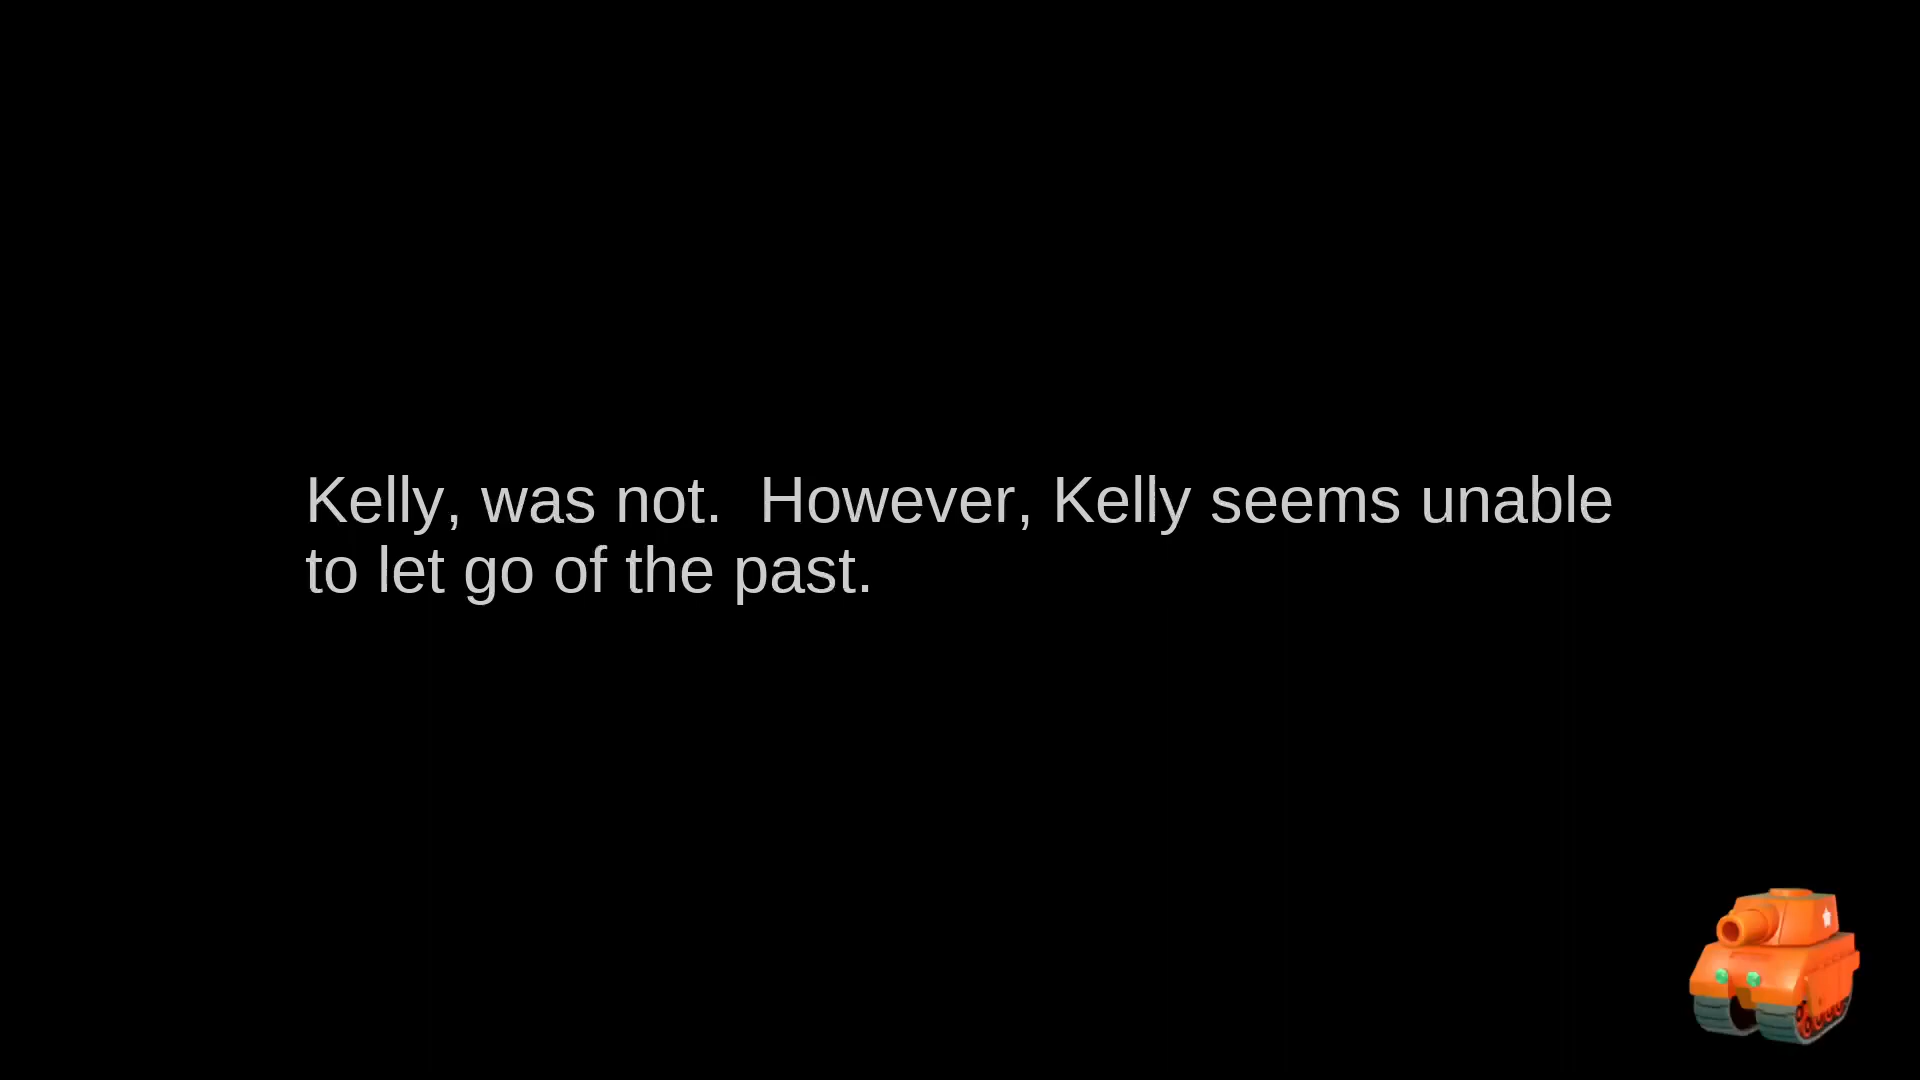 Kelly, was not.  However, Kelly seems unable
to let go of the past.